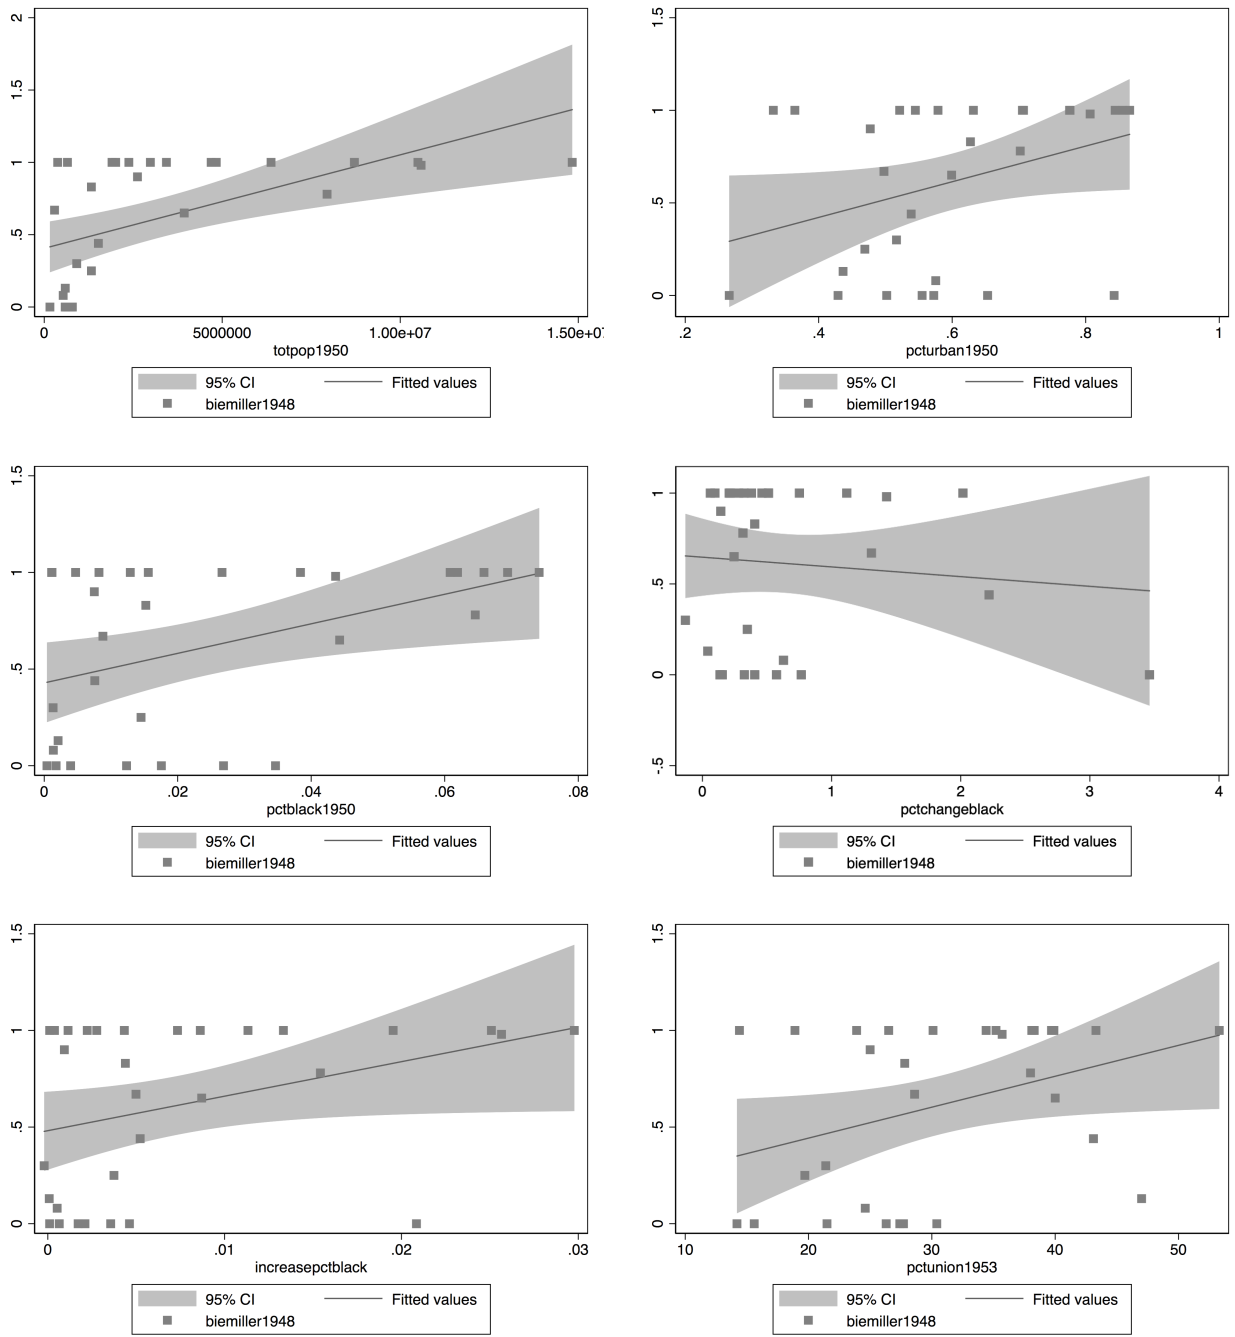 2
1.5
1
.5
0
0
5000000
1.00e+07
1.50e+0
totpop1950
95% CI
Fitted values
biemiller1948
1.5
1
.5
0
.2
.4
.6
.8
1
pcturban1950
95% CI
Fitted values
biemiller1948
1.5
1
.5
0
0
.02
.04
.06
.08
pctblack1950
95% CI
Fitted values
biemiller1948
1
.5
0
-.5
0
1
2
3
4
pctchangeblack
95% CI
Fitted values
biemiller1948
1.5
1
.5
0
0
.01
.02
.03
increasepctblack
95% CI
Fitted values
biemiller1948
1.5
1
.5
0
10
20
30
40
50
pctunion1953
95% CI
Fitted values
biemiller1948